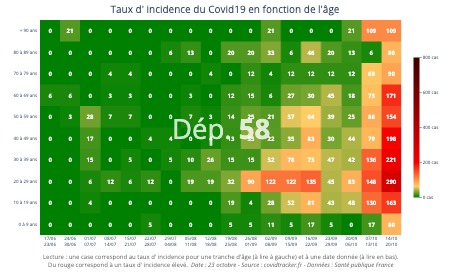 Taux d' incidence du Covid19 en fonction de l'âge
+ 90 ans 0 21 0 0 0 0 0 0 0 0 0 21 0 0 0 21 109 109
80 à 89 ans 0 0 0 0 0 0 6 13 0 20 20 33 6 46 20 13 6 80
70 à 79 ans 0 0 0 4 4 0 0 0 4 0 12 4 12 12 12 12 69 90
60 à 69 ans 6 6 0 3 3 0 0 0 6 12 15 6 27 30 45 18 73 171
50 à 59 ans 0 3 28 7 7 0 0 21 31 37 64 39 25 86 154
40 à 49 ans 0 0 17 0 0 4 35 22 35 83 30 44 79 198
30 à 39 ans 0 0 15 0 5 0 5 10 26 15 15 52 78 73 47 42 136 221
20 à 29 ans 0 0 6 12 6 12 0 19 19 32 90 122 122 135 45 83 148 290
10 à 19 ans 0 0 4 0 0 0 0 0 0 19 4 28 52 81 43 48 130 163
0 à 9 ans 0 0 0 0 0 5 0 0 0 0 5 11 5 17 5 0 17 80
Dép. 58
17/06 24/06 01/07 08/07 15/07 22/07 29/07 05/08 12/08 19/08 26/08 02/09 09/09 16/09 23/09 30/09 07/10 14/10
23/06 30/06 07/07 14/07 21/07 28/07 04/08 11/08 18/08 25/08 01/09 08/09 15/09 22/09 29/09 06/10 13/10 20/10
800 cas
600 cas
400 cas
200 cas
0 cas
Lecture : une case correspond au taux d' incidence pour une tranche d'âge (à lire à gauche) et à une date donnée (à lire en bas).
Du rouge correspond à un taux d' incidence élevé. Date : 23 octobre - Source : covidtracker.fr - Données : Santé publique France